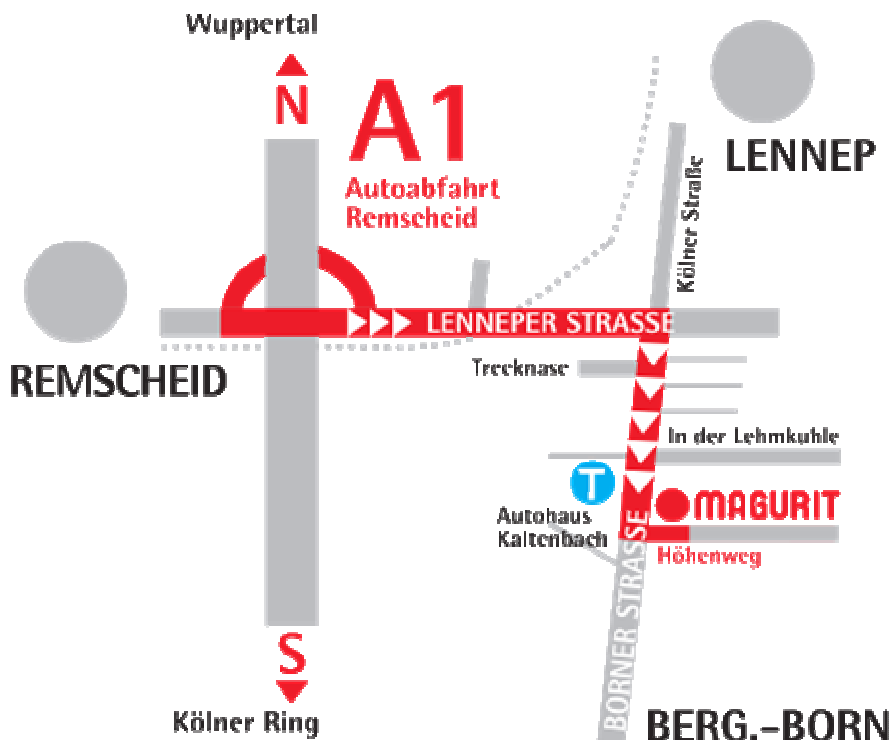 Wuppertal
N
A1
Autoabfahrt
Remscheid
LENNEP
Kölner Straße
LENNEPER STRASSE
REMSCHEID
Treeknase
In der Lehmkuhle
T
MAGURIT
Autohaus
Kaltenbach
Höhenweg
BORNER STRASSE
S
Kölner Ring
BERG.-BORN